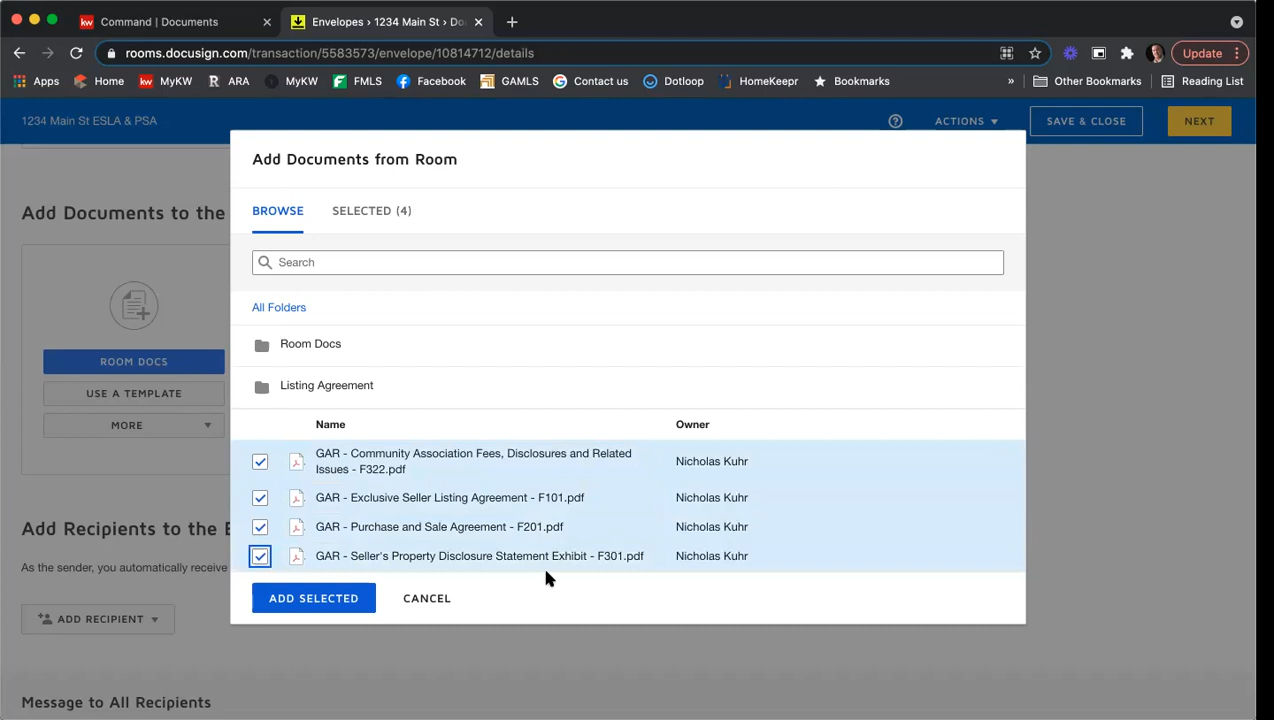 Command | Documents
Envelopes › 1234 Main St › Do
rooms.docusign.com/transaction/5583573/envelope/10814712/details
Update
Apps
Home
kw MyKW
R ARA
MyKW
FMLS
Facebook
GAMLS
Contact us
Dotloop
HomeKeepr
Bookmarks
»
Other Bookmarks
Reading List
1234 Main St ESLA & PSA
ACTIONS
SAVE & CLOSE
NEXT
Add Documents to the
ROOM DOCS
USE A TEMPLATE
MORE
Add Recipients to the E
As the sender, you automatically receive
ADD RECIPIENT
Message to All Recipients
Add Documents from Room
BROWSE
SELECTED (4)
Search
All Folders
Room Docs
Listing Agreement
Name
Owner
GAR - Community Association Fees, Disclosures and Related
Issues - F322.pdf
Nicholas Kuhr
GAR - Exclusive Seller Listing Agreement - F101.pdf
Nicholas Kuhr
GAR - Purchase and Sale Agreement - F201.pdf
Nicholas Kuhr
GAR - Seller's Property Disclosure Statement Exhibit - F301.pdf
Nicholas Kuhr
ADD SELECTED
CANCEL